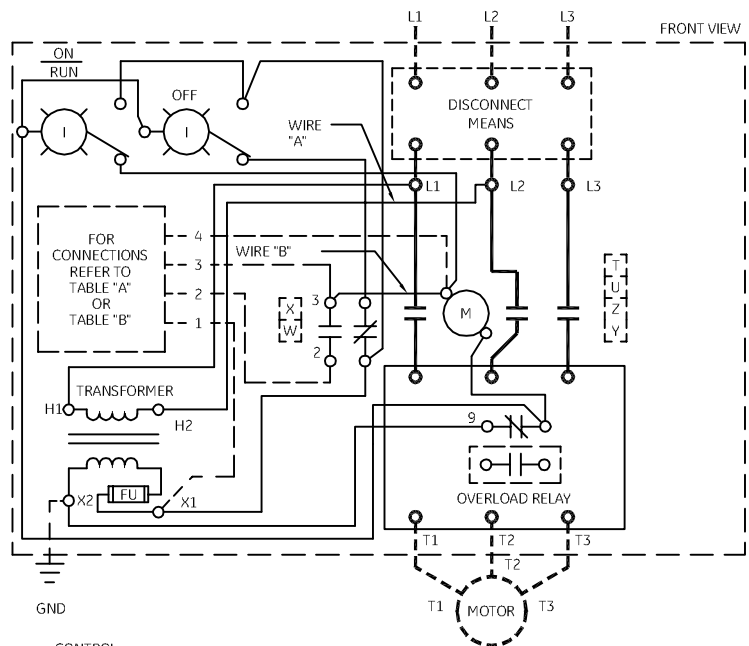 L1 L2 L3
FRONT VIEW
ON
RUN
OFF
I
I
WIRE
"A"
DISCONNECT
MEANS
L1 L2 L3
FOR
CONNECTIONS
REFER TO
TABLE "A"
OR
TABLE "B"
4
3
2
1
WIRE "B"
X
W
3
2
M
T
U
Z
Y
TRANSFORMER
H1
H2
9
FU
X2
X1
OVERLOAD RELAY
T1 T2 T3
T2
T1
MOTOR
T3
GND
CONTROL